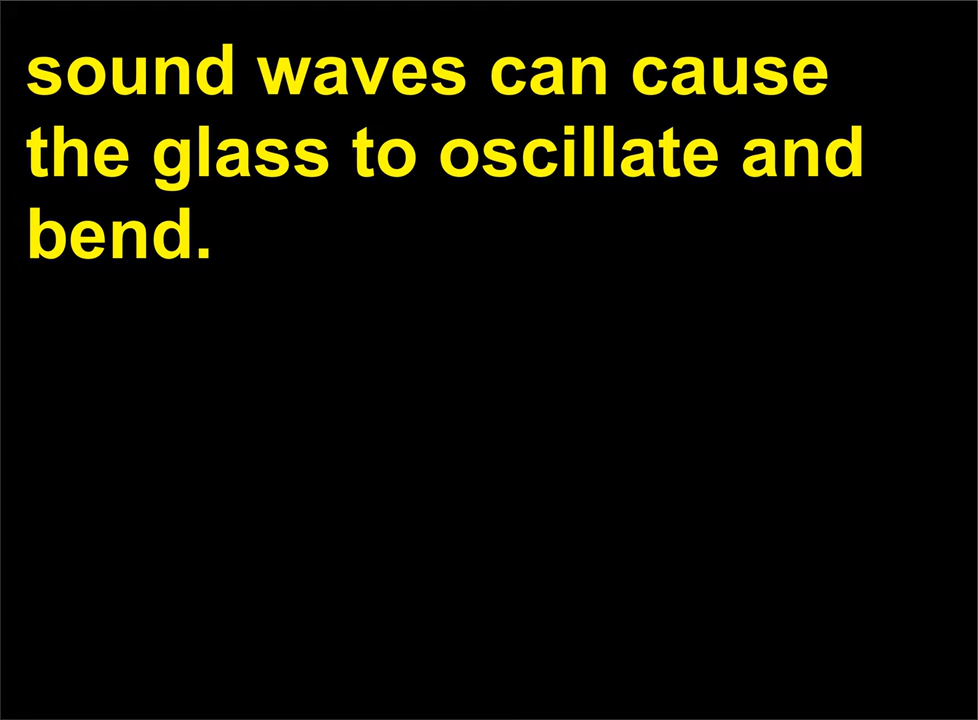 sound waves can cause
the glass to oscillate and
bend.